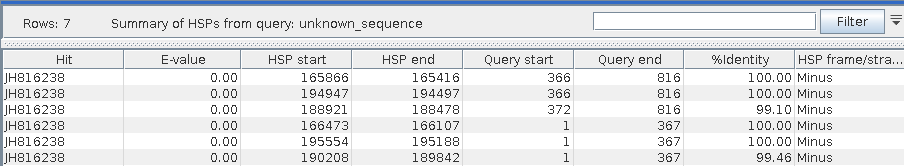 Rows: 7 Summary of HSPs from query: unknown_sequence Filter
Hit E-value HSP start HSP end Query start Query end %Identity HSP frame/stra...
JH816238 0.00 165866 165416 366 816 100.00 Minus
JH816238 0.00 194947 194497 366 816 100.00 Minus
JH816238 0.00 188921 188478 372 816 99.10 Minus
JH816238 0.00 166473 166107 1 367 100.00 Minus
JH816238 0.00 195554 195188 1 367 100.00 Minus
JH816238 0.00 190208 189842 1 367 99.46 Minus